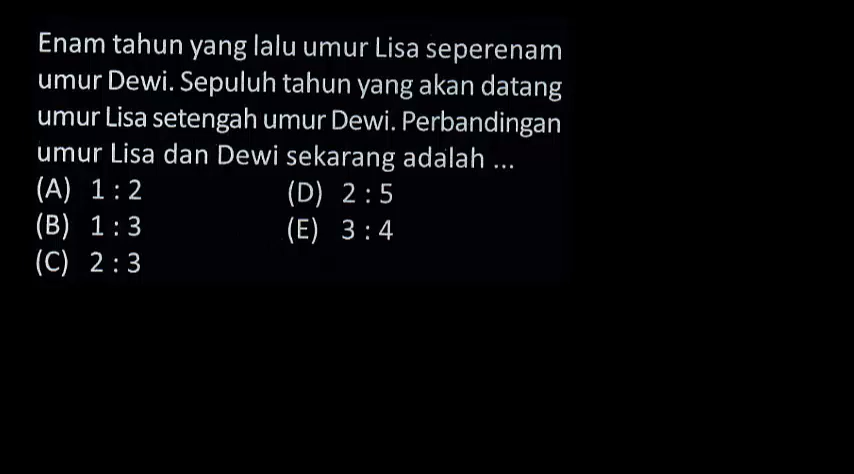 Enam tahun yang lalu umur Lisa seperenam
umur Dewi. Sepuluh tahun yang akan datang
umur Lisa setengah umur Dewi. Perbandingan
umur Lisa dan Dewi sekarang adalah ...
(A) 1 : 2 (D) 2 : 5
(B) 1 : 3 (E) 3 : 4
(C) 2 : 3